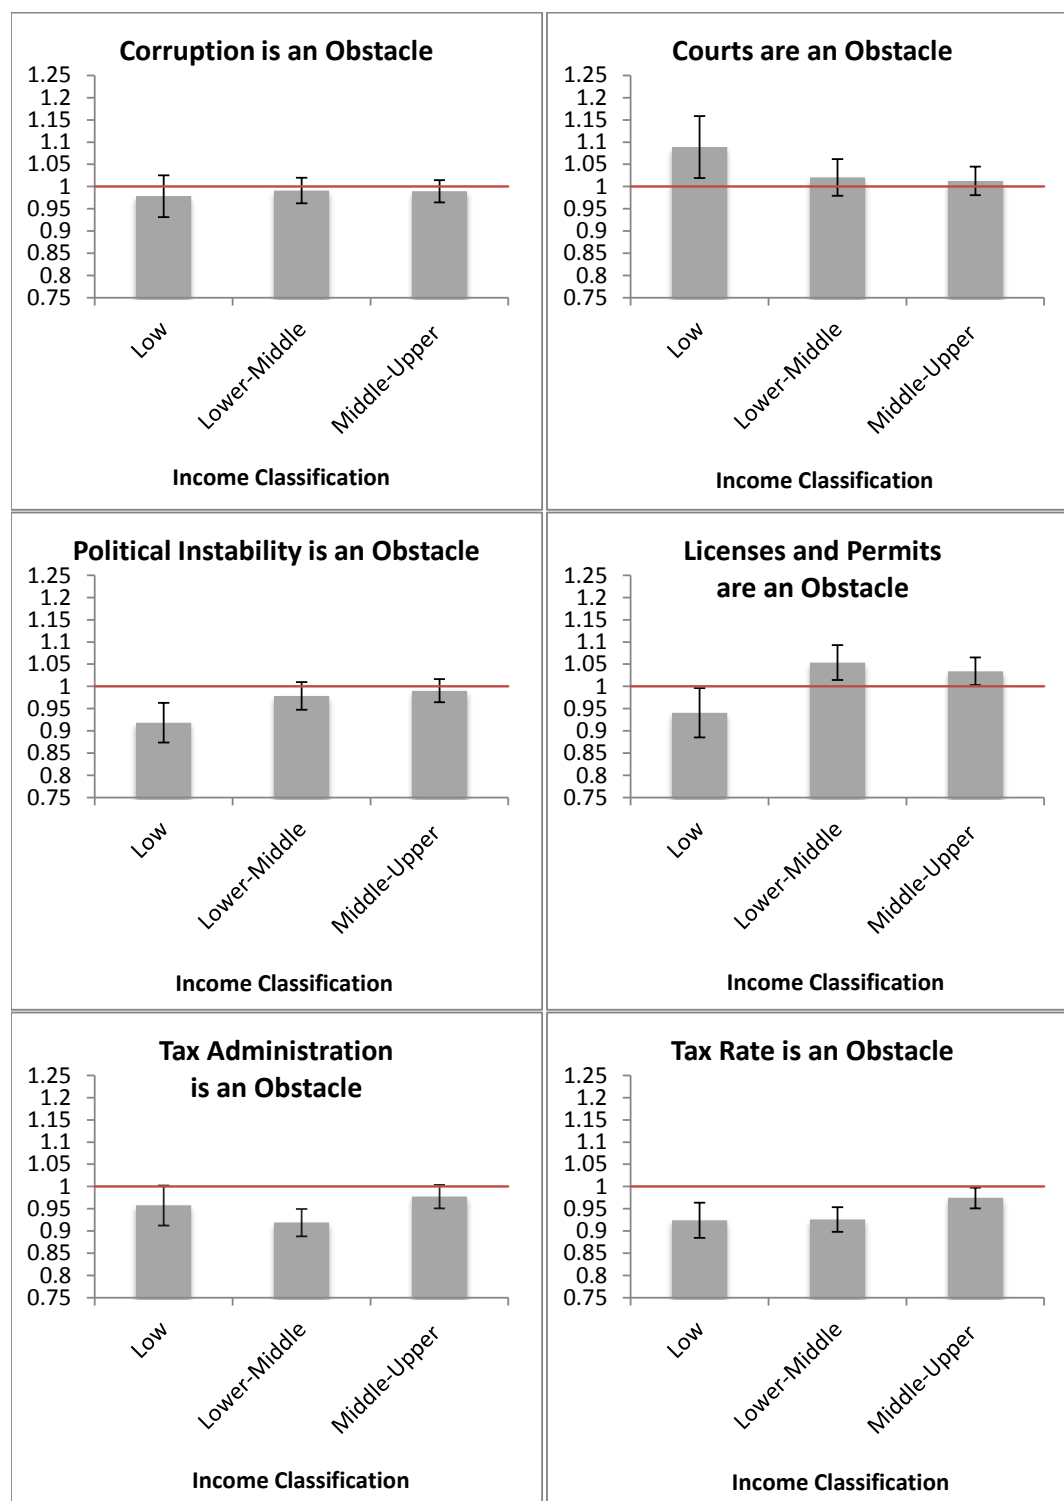 Corruption is an Obstacle
1.25
1.2
1.15
1.1
1.05
1
0.95
0.9
0.85
0.8
0.75
Low
Lower-Middle
Middle-Upper
Income Classification
Courts are an Obstacle
1.25
1.2
1.15
1.1
1.05
1
0.95
0.9
0.85
0.8
0.75
Low
Lower-Middle
Middle-Upper
Income Classification
Political Instability is an Obstacle
1.25
1.2
1.15
1.1
1.05
1
0.95
0.9
0.85
0.8
0.75
Low
Lower-Middle
Middle-Upper
Income Classification
Licenses and Permits
are an Obstacle
1.25
1.2
1.15
1.1
1.05
1
0.95
0.9
0.85
0.8
0.75
Low
Lower-Middle
Middle-Upper
Income Classification
Tax Administration
is an Obstacle
1.25
1.2
1.15
1.1
1.05
1
0.95
0.9
0.85
0.8
0.75
Low
Lower-Middle
Middle-Upper
Income Classification
Tax Rate is an Obstacle
1.25
1.2
1.15
1.1
1.05
1
0.95
0.9
0.85
0.8
0.75
Low
Lower-Middle
Middle-Upper
Income Classification